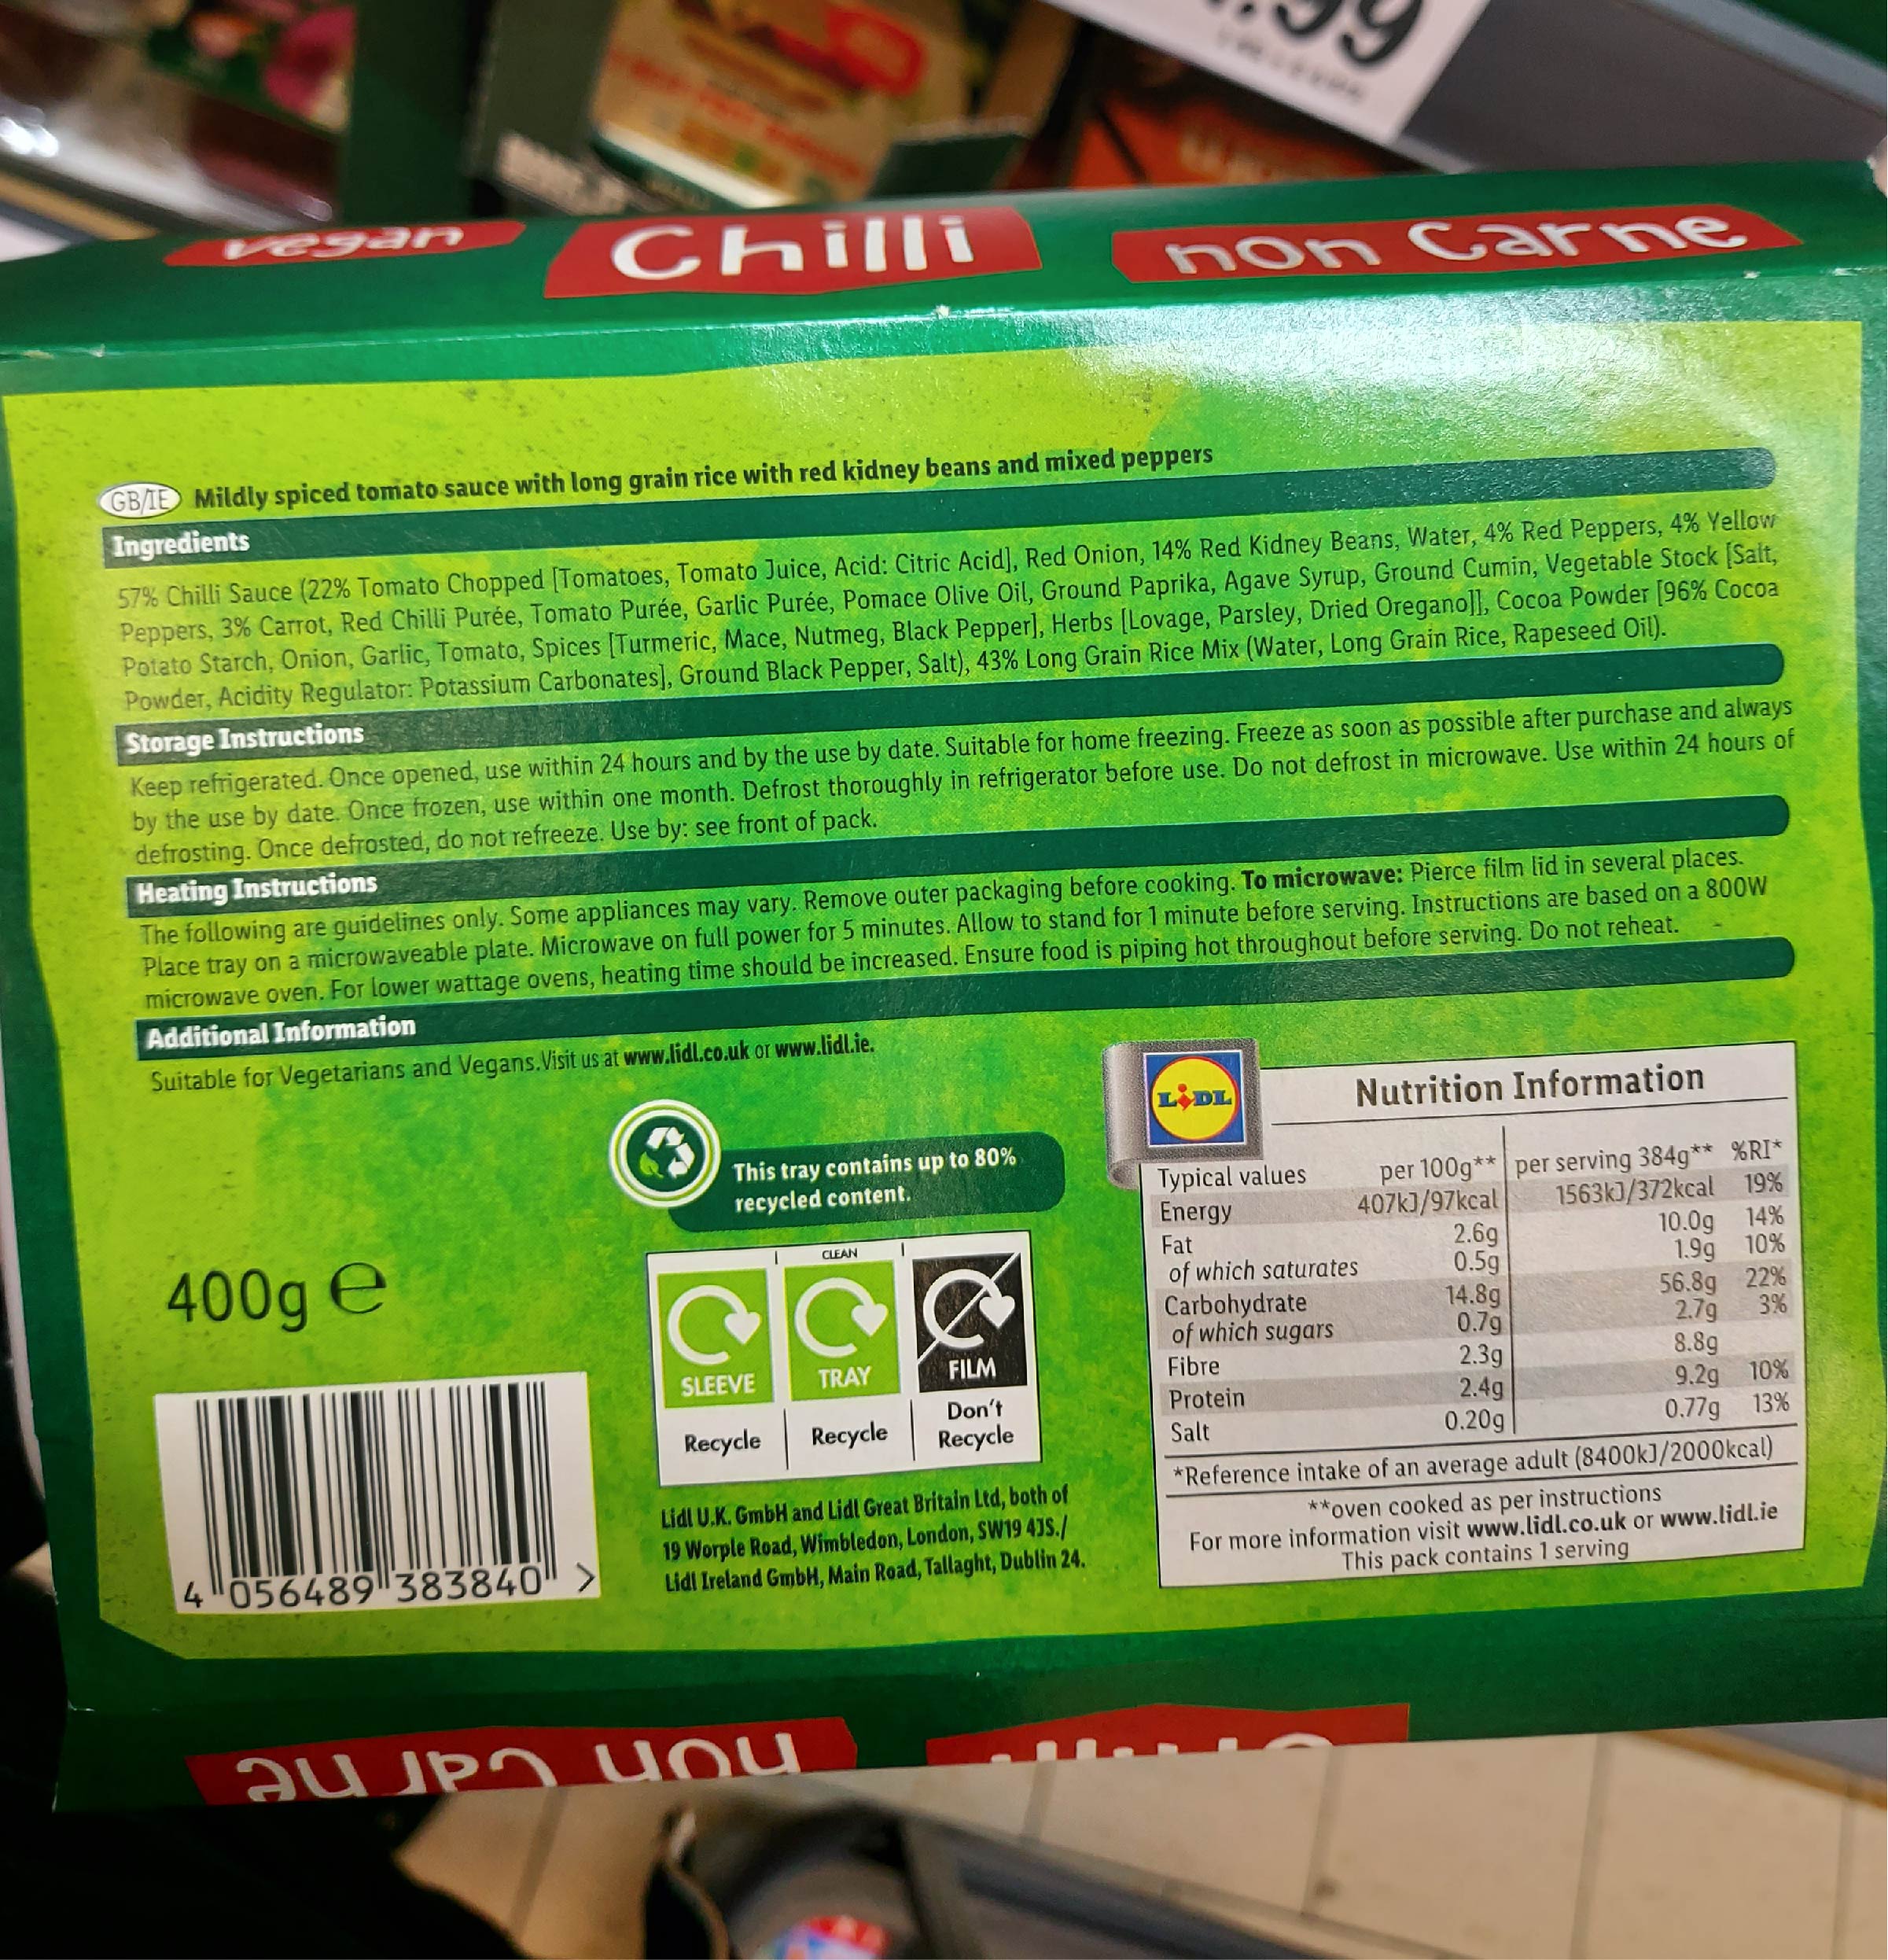 .99
vegan Chilli non Carne
GB/IE Mildly spiced tomato sauce with long grain rice with red kidney beans and mixed peppers
Ingredients
57% Chilli Sauce (22% Tomato Chopped [Tomatoes, Tomato Juice, Acid: Citric Acid], Red Onion, 14% Red Kidney Beans, Water, 4% Red Peppers, 4% Yellow
Peppers, 3% Carrot, Red Chilli Purée, Tomato Purée, Garlic Purée, Pomace Olive Oil, Ground Paprika, Agave Syrup, Ground Cumin, Vegetable Stock [Salt,
Potato Starch, Onion, Garlic, Tomato, Spices [Turmeric, Mace, Nutmeg, Black Pepper], Herbs [Lovage, Parsley, Dried Oregano]], Cocoa Powder [96% Cocoa
Powder, Acidity Regulator: Potassium Carbonates], Ground Black Pepper, Salt), 43% Long Grain Rice Mix (Water, Long Grain Rice, Rapeseed Oil).
Storage Instructions
Keep refrigerated. Once opened, use within 24 hours and by the use by date. Suitable for home freezing. Freeze as soon as possible after purchase and always
by the use by date. Once frozen, use within one month. Defrost thoroughly in refrigerator before use. Do not defrost in microwave. Use within 24 hours of
defrosting. Once defrosted, do not refreeze. Use by: see front of pack.
Heating Instructions
The following are guidelines only. Some appliances may vary. Remove outer packaging before cooking. To microwave: Pierce film lid in several places.
Place tray on a microwaveable plate. Microwave on full power for 5 minutes. Allow to stand for 1 minute before serving. Instructions are based on a 800W
microwave oven. For lower wattage ovens, heating time should be increased. Ensure food is piping hot throughout before serving. Do not reheat.
Additional Information
Suitable for Vegetarians and Vegans. Visit us at www.lidl.co.uk or www.lidl.ie.
This tray contains up to 80%
recycled content.
400g e
CLEAN
SLEEVE TRAY FILM
Recycle Recycle Don't
Recycle
Lidl U.K. GmbH and Lidl Great Britain Ltd, both of
19 Worple Road, Wimbledon, London, SW19 4JS./
Lidl Ireland GmbH, Main Road, Tallaght, Dublin 24.
4 056489 383840 >
LIDL
Nutrition Information
Typical values per 100g** per serving 384g** %RI*
Energy 407kJ/97kcal 1563kJ/372kcal 19%
Fat 2.6g 10.0g 14%
of which saturates 0.5g 1.9g 10%
Carbohydrate 14.8g 56.8g 22%
of which sugars 0.7g 2.7g 3%
Fibre 2.3g 8.8g
Protein 2.4g 9.2g 10%
Salt 0.20g 0.77g 13%
*Reference intake of an average adult (8400kJ/2000kcal)
**oven cooked as per instructions
For more information visit www.lidl.co.uk or www.lidl.ie
This pack contains 1 serving
Chilli non Carne